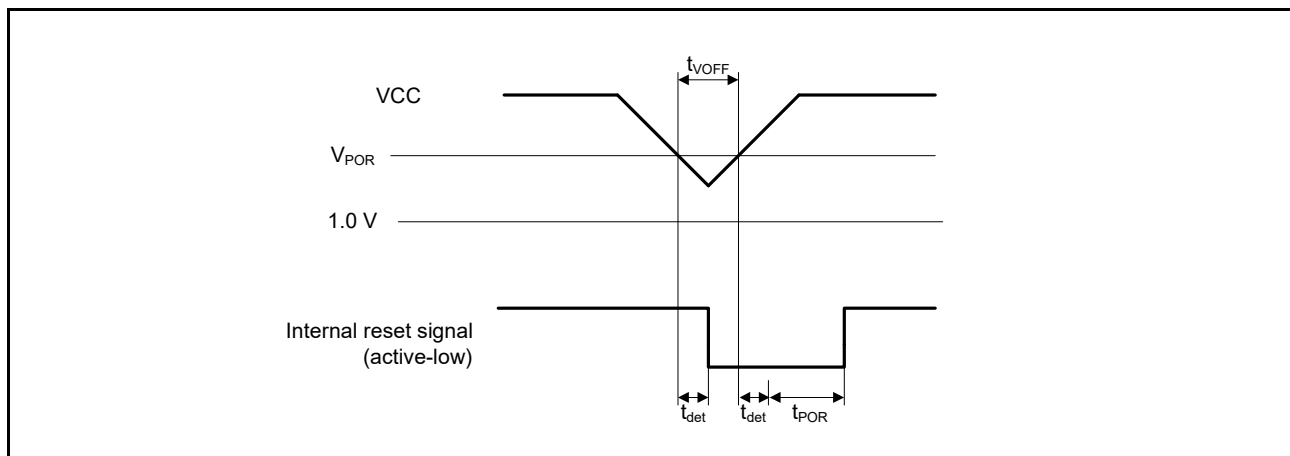 tVOFF
VCC
VPOR
1.0 V
Internal reset signal
(active-low)
tdet
tdet
tPOR